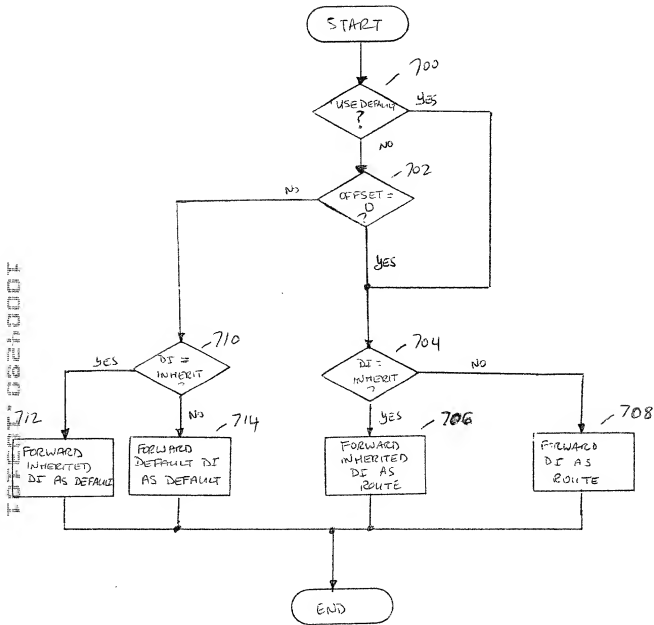 START
700
USE DEFAULT
?
YES
NO
702
OFFSET =
0
?
NO
YES
710
DI =
INHERIT
?
YES
NO
704
DI =
INHERIT
?
NO
YES
712
FORWARD
INHERITED
DI AS DEFAULT
714
FORWARD
DEFAULT DI
AS DEFAULT
706
FORWARD
INHERITED
DI AS
ROUTE
708
FORWARD
DI AS
ROUTE
END